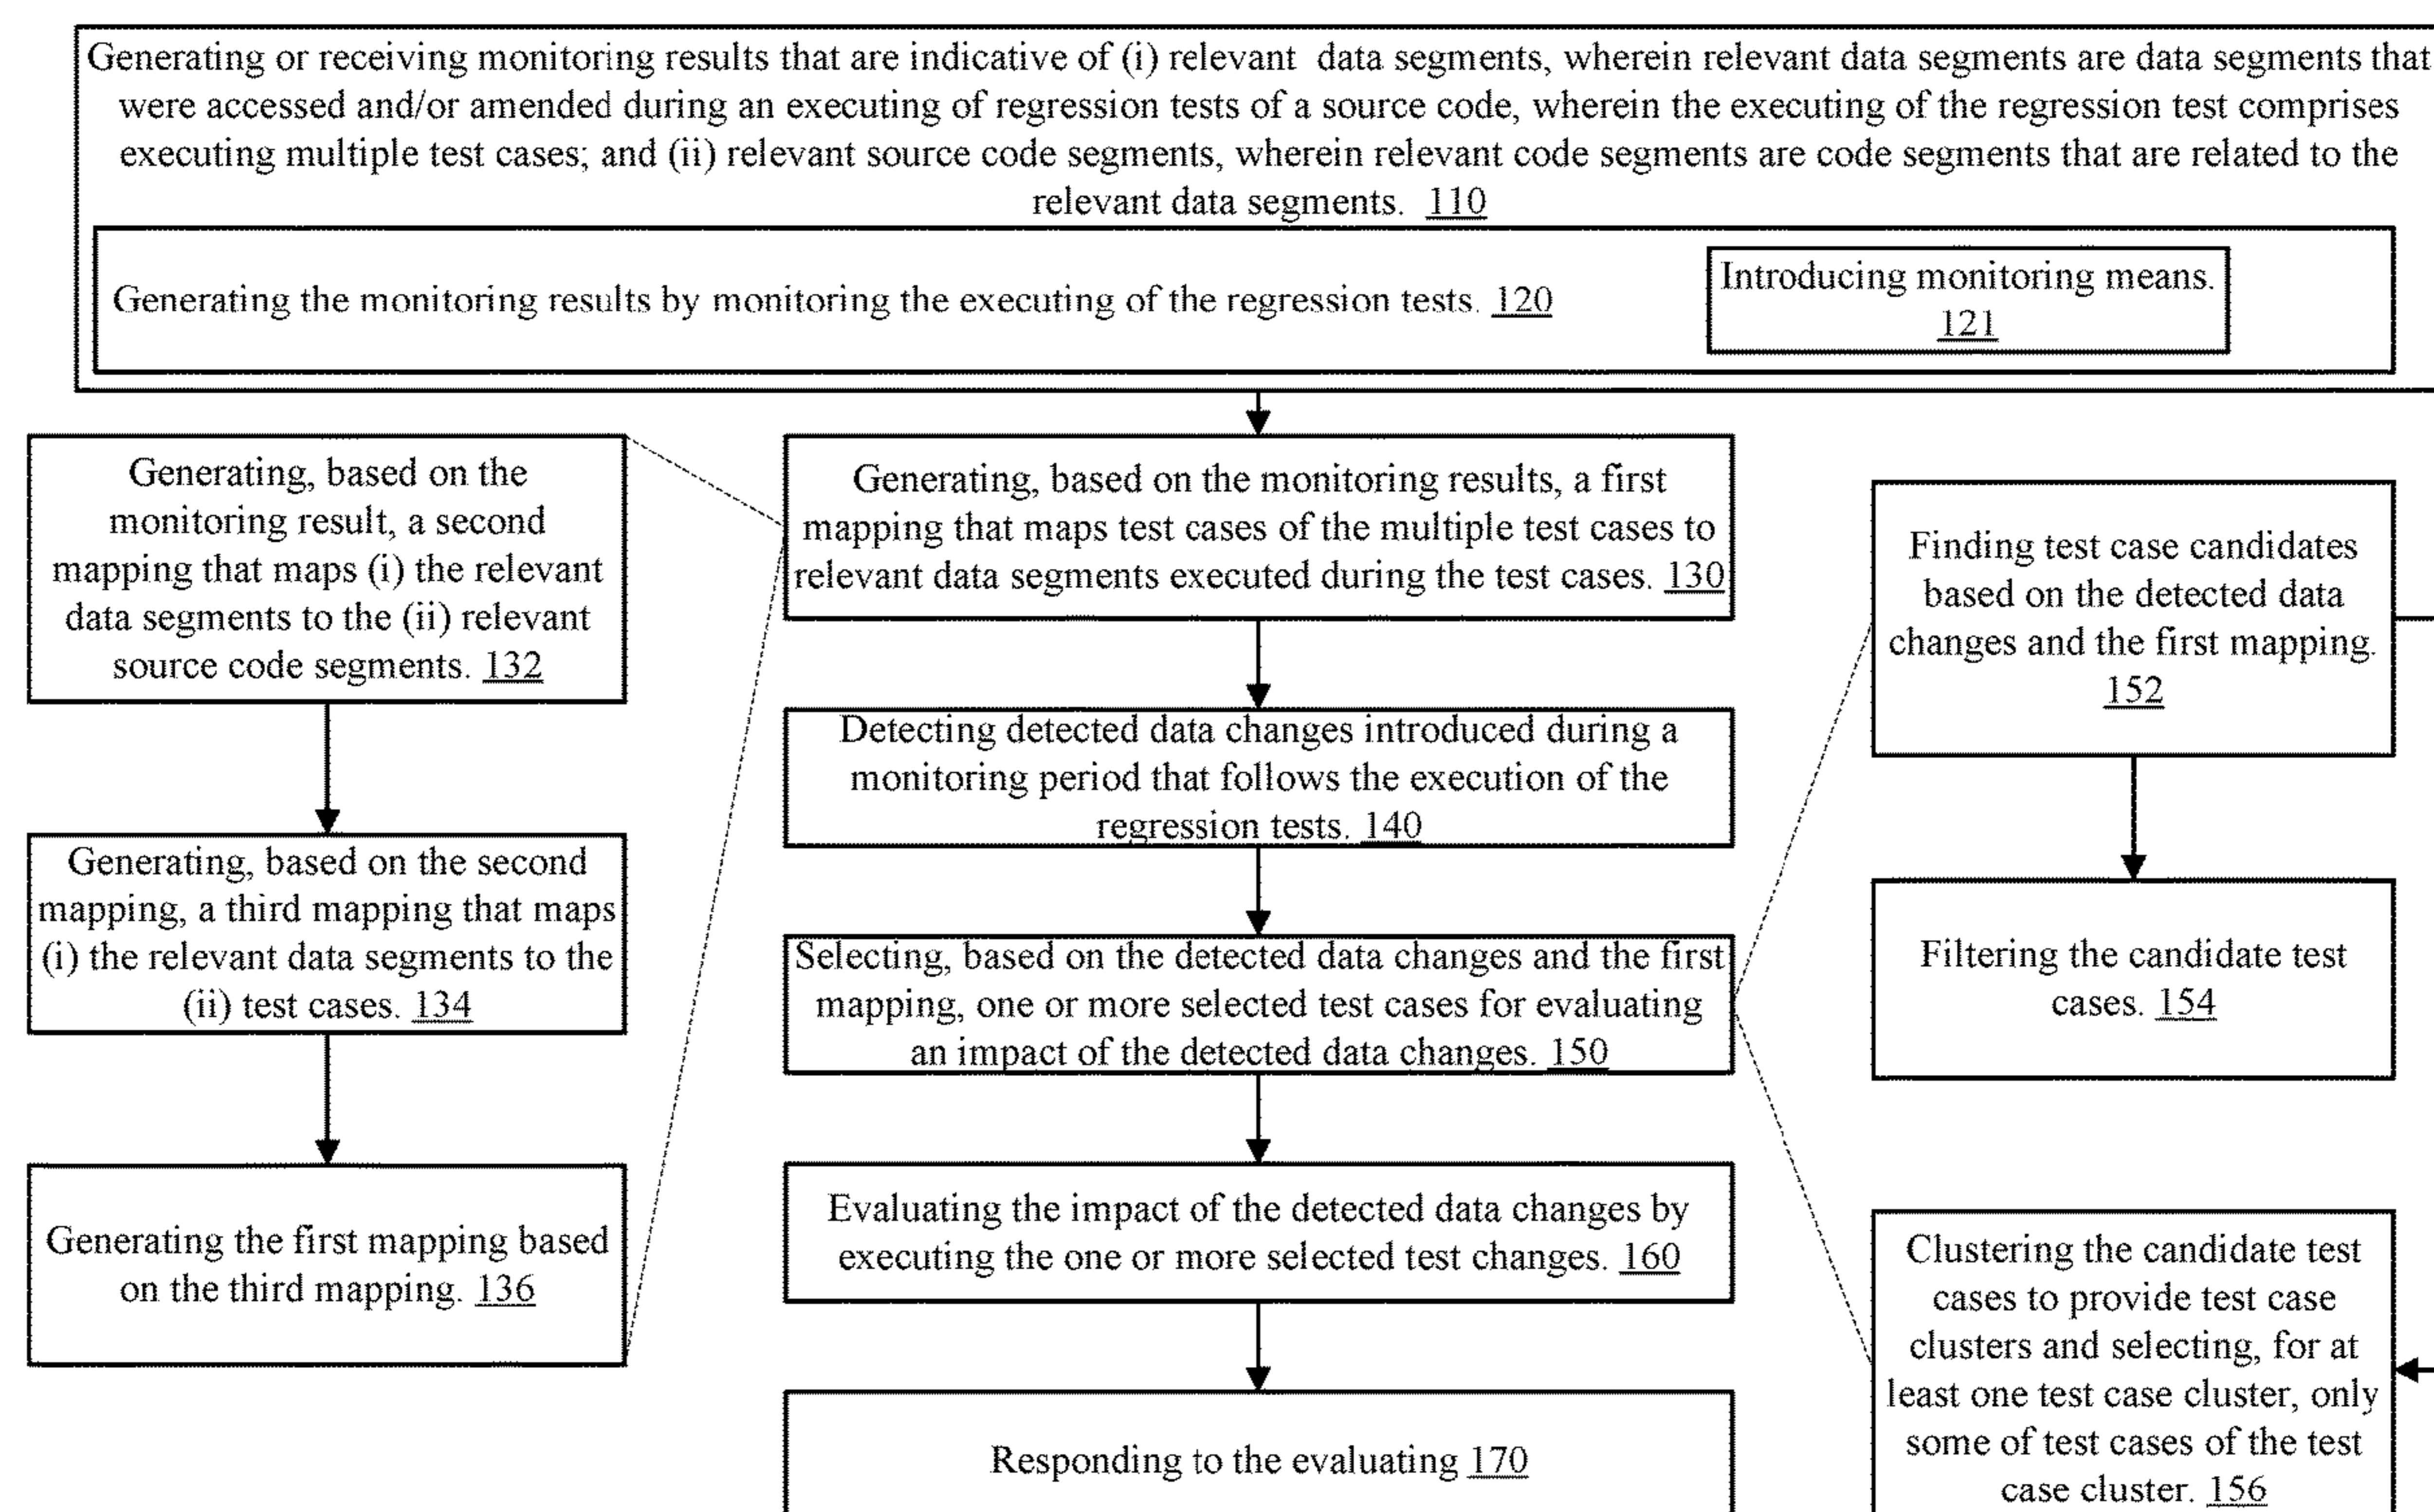 Generating or receiving monitoring results that are indicative of (i) relevant data segments, wherein relevant data segments are data segments that
were accessed and/or amended during an executing of regression tests of a source code, wherein the executing of the regression test comprises
executing multiple test cases; and (ii) relevant source code segments, wherein relevant code segments are code segments that are related to the
relevant data segments. 110
Generating the monitoring results by monitoring the executing of the regression tests. 120
Introducing monitoring means.
121
Generating, based on the
monitoring result, a second
mapping that maps (i) the relevant
data segments to the (ii) relevant
source code segments. 132
Generating, based on the second
mapping, a third mapping that maps
(i) the relevant data segments to the
(ii) test cases. 134
Generating the first mapping based
on the third mapping. 136
Generating, based on the monitoring results, a first
mapping that maps test cases of the multiple test cases to
relevant data segments executed during the test cases. 130
Detecting detected data changes introduced during a
monitoring period that follows the execution of the
regression tests. 140
Selecting, based on the detected data changes and the first
mapping, one or more selected test cases for evaluating
an impact of the detected data changes. 150
Evaluating the impact of the detected data changes by
executing the one or more selected test changes. 160
Responding to the evaluating 170
Finding test case candidates
based on the detected data
changes and the first mapping.
152
Filtering the candidate test
cases. 154
Clustering the candidate test
cases to provide test case
clusters and selecting, for at
least one test case cluster, only
some of test cases of the test
case cluster. 156